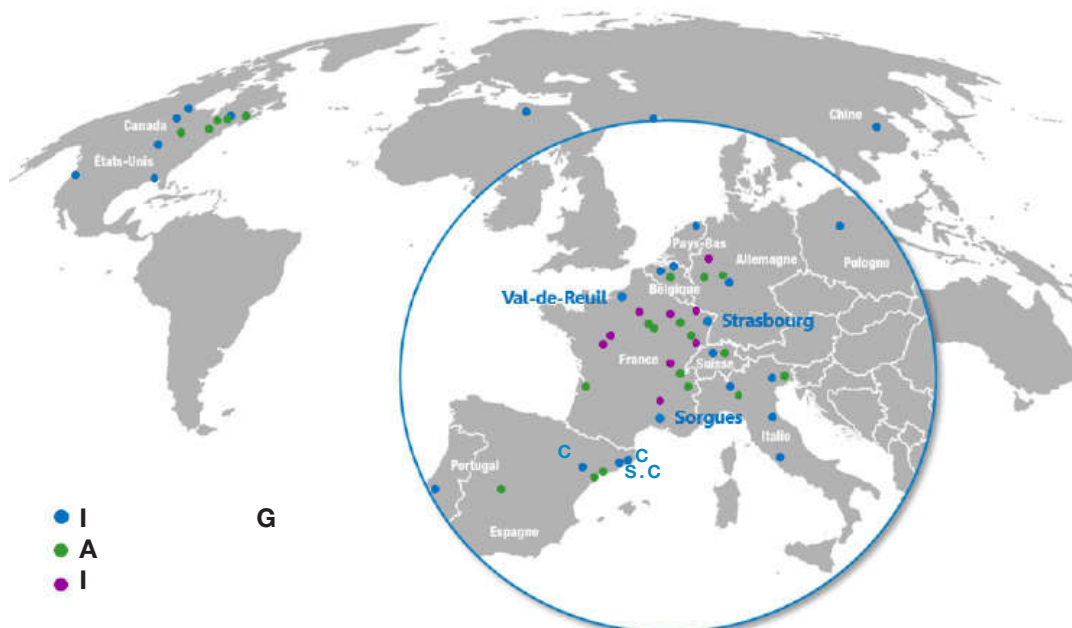 Canada
Chine
États-Unis
Pays-Bas
Allemagne
Pologne
Belgique
Val-de-Reuil
Strasbourg
France
Suisse
Sorgues
Italie
C
C
S.C
Portugal
Espagne
I
G
A
I